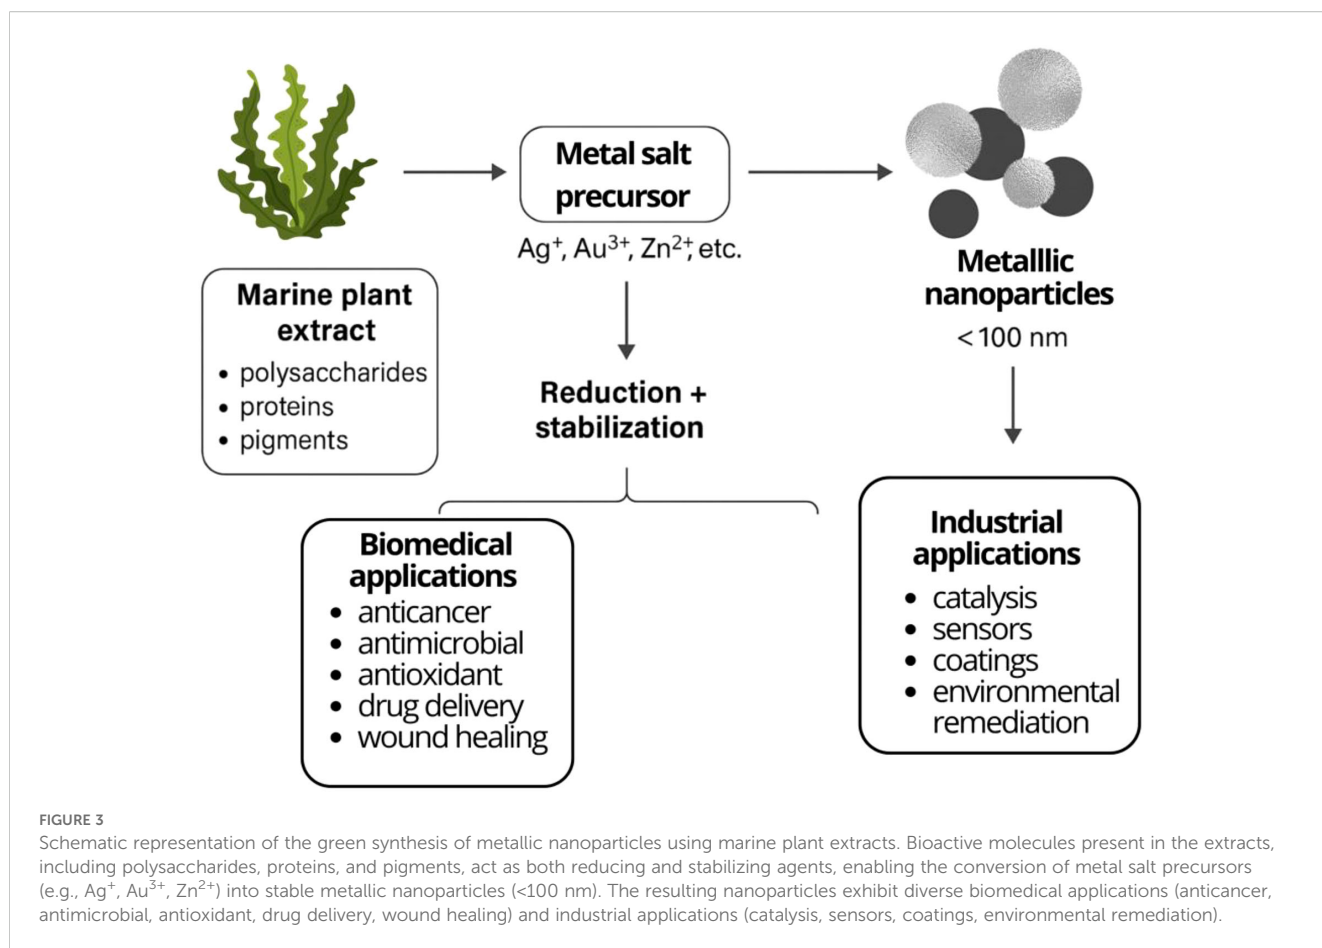 Marine plant
extract
• polysaccharides
• proteins
• pigments
Metal salt
precursor
Ag⁺, Au³⁺, Zn²⁺, etc.
Reduction +
stabilization
Metalllic
nanoparticles
< 100 nm
Biomedical
applications
• anticancer
• antimicrobial
• antioxidant
• drug delivery
• wound healing
Industrial
applications
• catalysis
• sensors
• coatings
• environmental
remediation
FIGURE 3
Schematic representation of the green synthesis of metallic nanoparticles using marine plant extracts. Bioactive molecules present in the extracts,
including polysaccharides, proteins, and pigments, act as both reducing and stabilizing agents, enabling the conversion of metal salt precursors
(e.g., Ag⁺, Au³⁺, Zn²⁺) into stable metallic nanoparticles (<100 nm). The resulting nanoparticles exhibit diverse biomedical applications (anticancer,
antimicrobial, antioxidant, drug delivery, wound healing) and industrial applications (catalysis, sensors, coatings, environmental remediation).